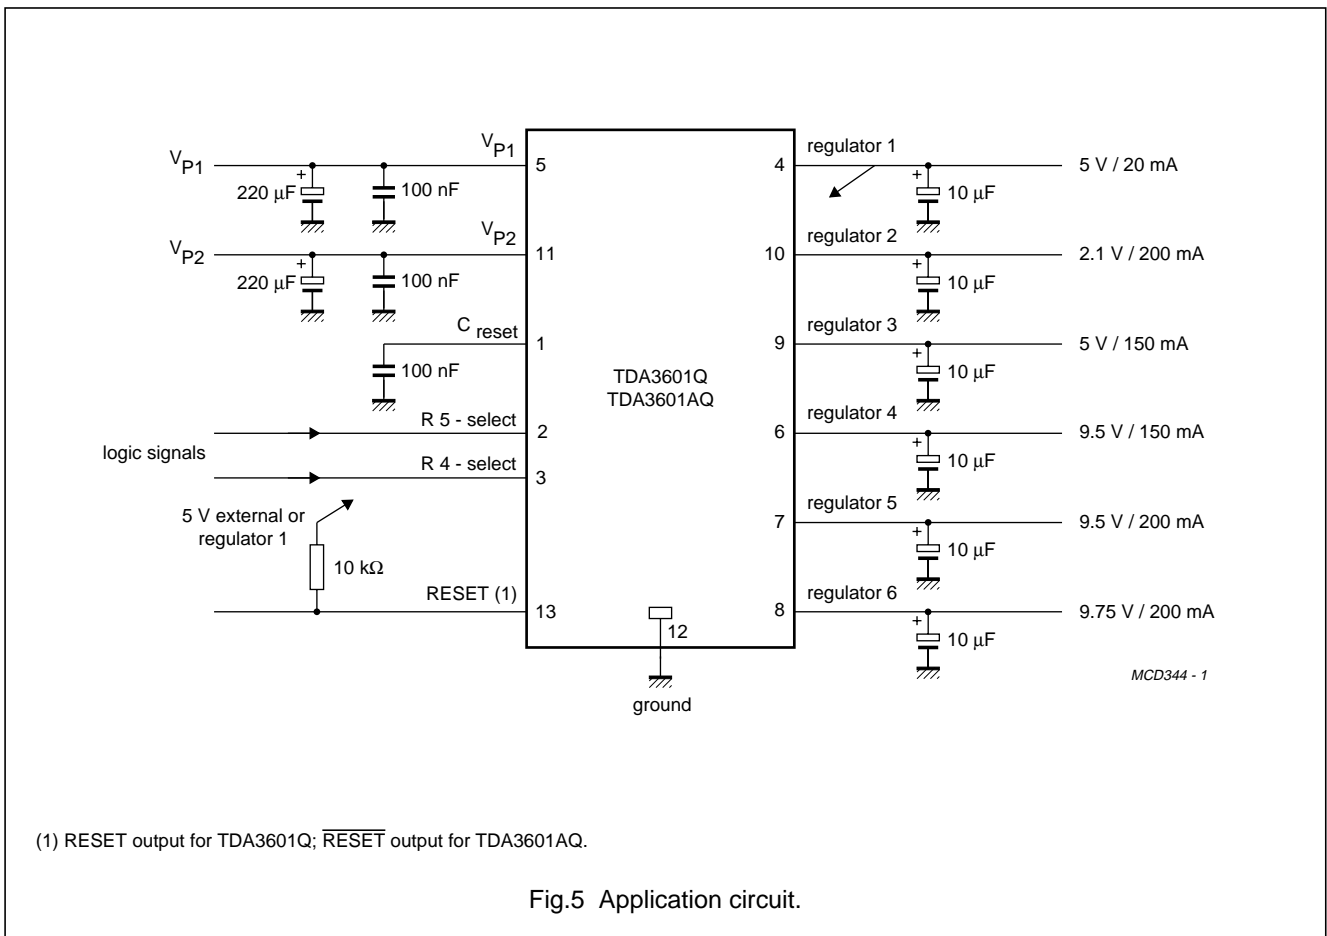 V P1
220 µF
+
100 nF
V P1
5
V P2
220 µF
+
100 nF
V P2
11
C reset
100 nF
1
logic signals
R 5 - select
2
R 4 - select
3
5 V external or
regulator 1
10 kΩ
RESET (1)
13
TDA3601Q
TDA3601AQ
12
ground
4
regulator 1
+
10 µF
5 V / 20 mA
10
regulator 2
+
10 µF
2.1 V / 200 mA
9
regulator 3
+
10 µF
5 V / 150 mA
6
regulator 4
+
10 µF
9.5 V / 150 mA
7
regulator 5
+
10 µF
9.5 V / 200 mA
8
regulator 6
+
10 µF
9.75 V / 200 mA
MCD344 - 1
(1) RESET output for TDA3601Q; R̅E̅S̅E̅T̅ output for TDA3601AQ.
Fig.5 Application circuit.